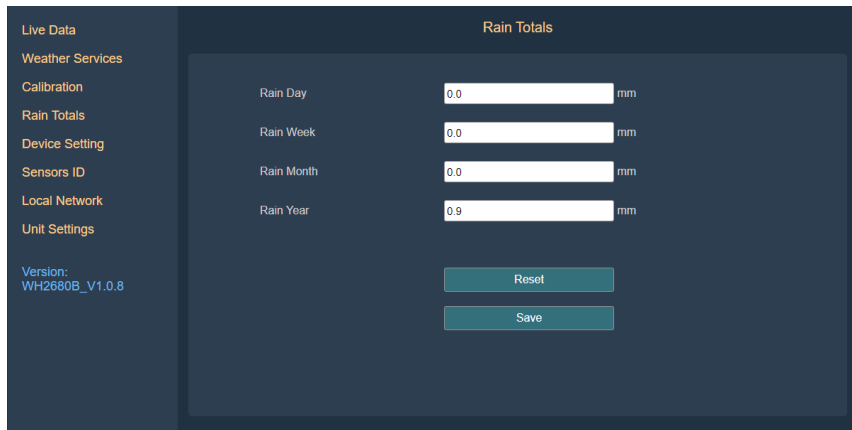 Live Data
Weather Services
Calibration
Rain Totals
Device Setting
Sensors ID
Local Network
Unit Settings
Version:
WH2680B_V1.0.8
Rain Totals
Rain Day 0.0 mm
Rain Week 0.0 mm
Rain Month 0.0 mm
Rain Year 0.9 mm
Reset
Save